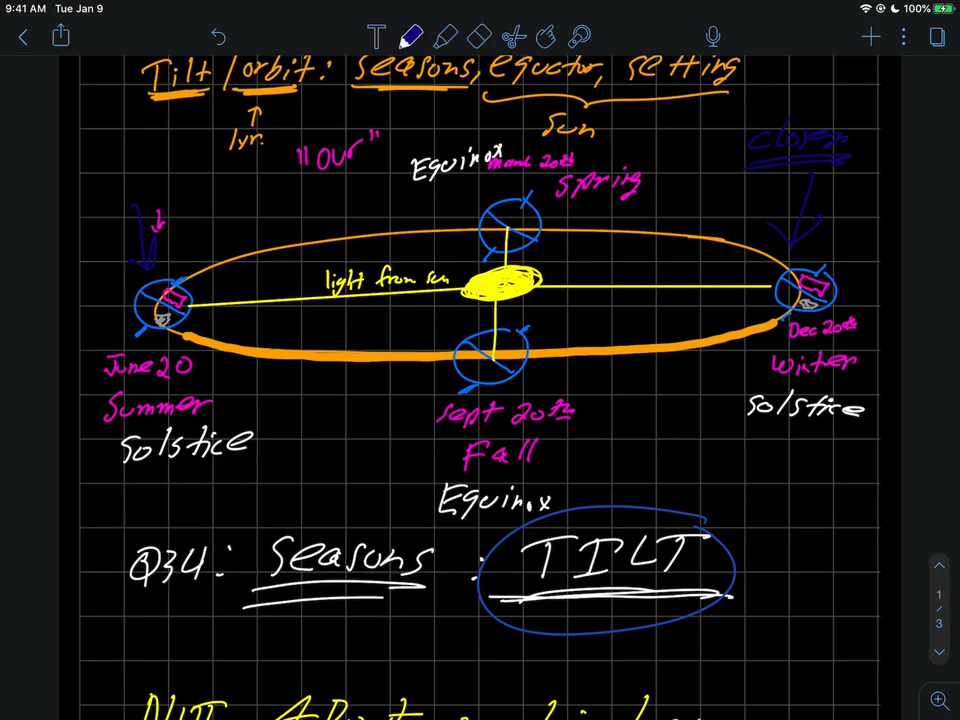 9:41 AM Tue Jan 9
100%
Tilt / orbit: seasons, equator, setting
1yr.
Sun
"our"
Equinox March 20th
Spring
closer
light from sun
June 20
Summer
Solstice
Sept 20th
Fall
Equinox
Dec 20th
Winter
Solstice
Q34: Seasons : TILT
1
/
3